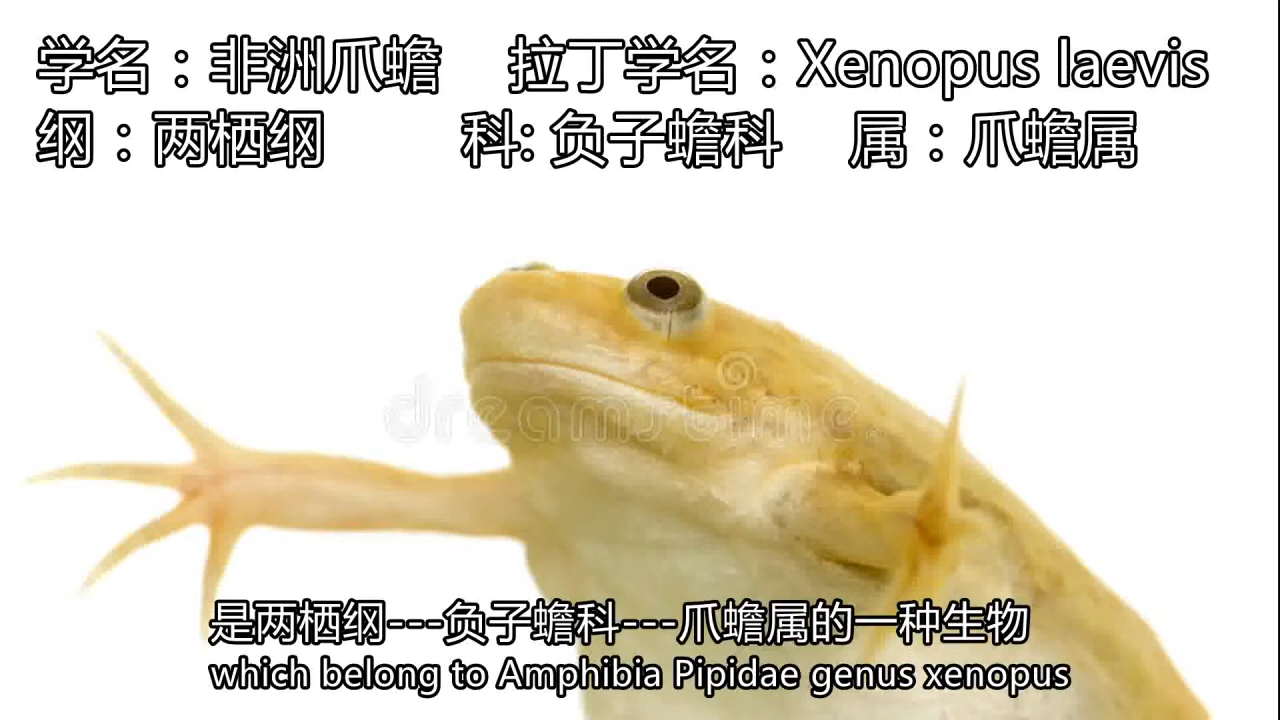 学名：非洲爪蟾 拉丁学名：Xenopus laevis
纲：两栖纲 科: 负子蟾科 属：爪蟾属
dreamstime.
是两栖纲---负子蟾科---爪蟾属的一种生物
which belong to Amphibia Pipidae genus xenopus